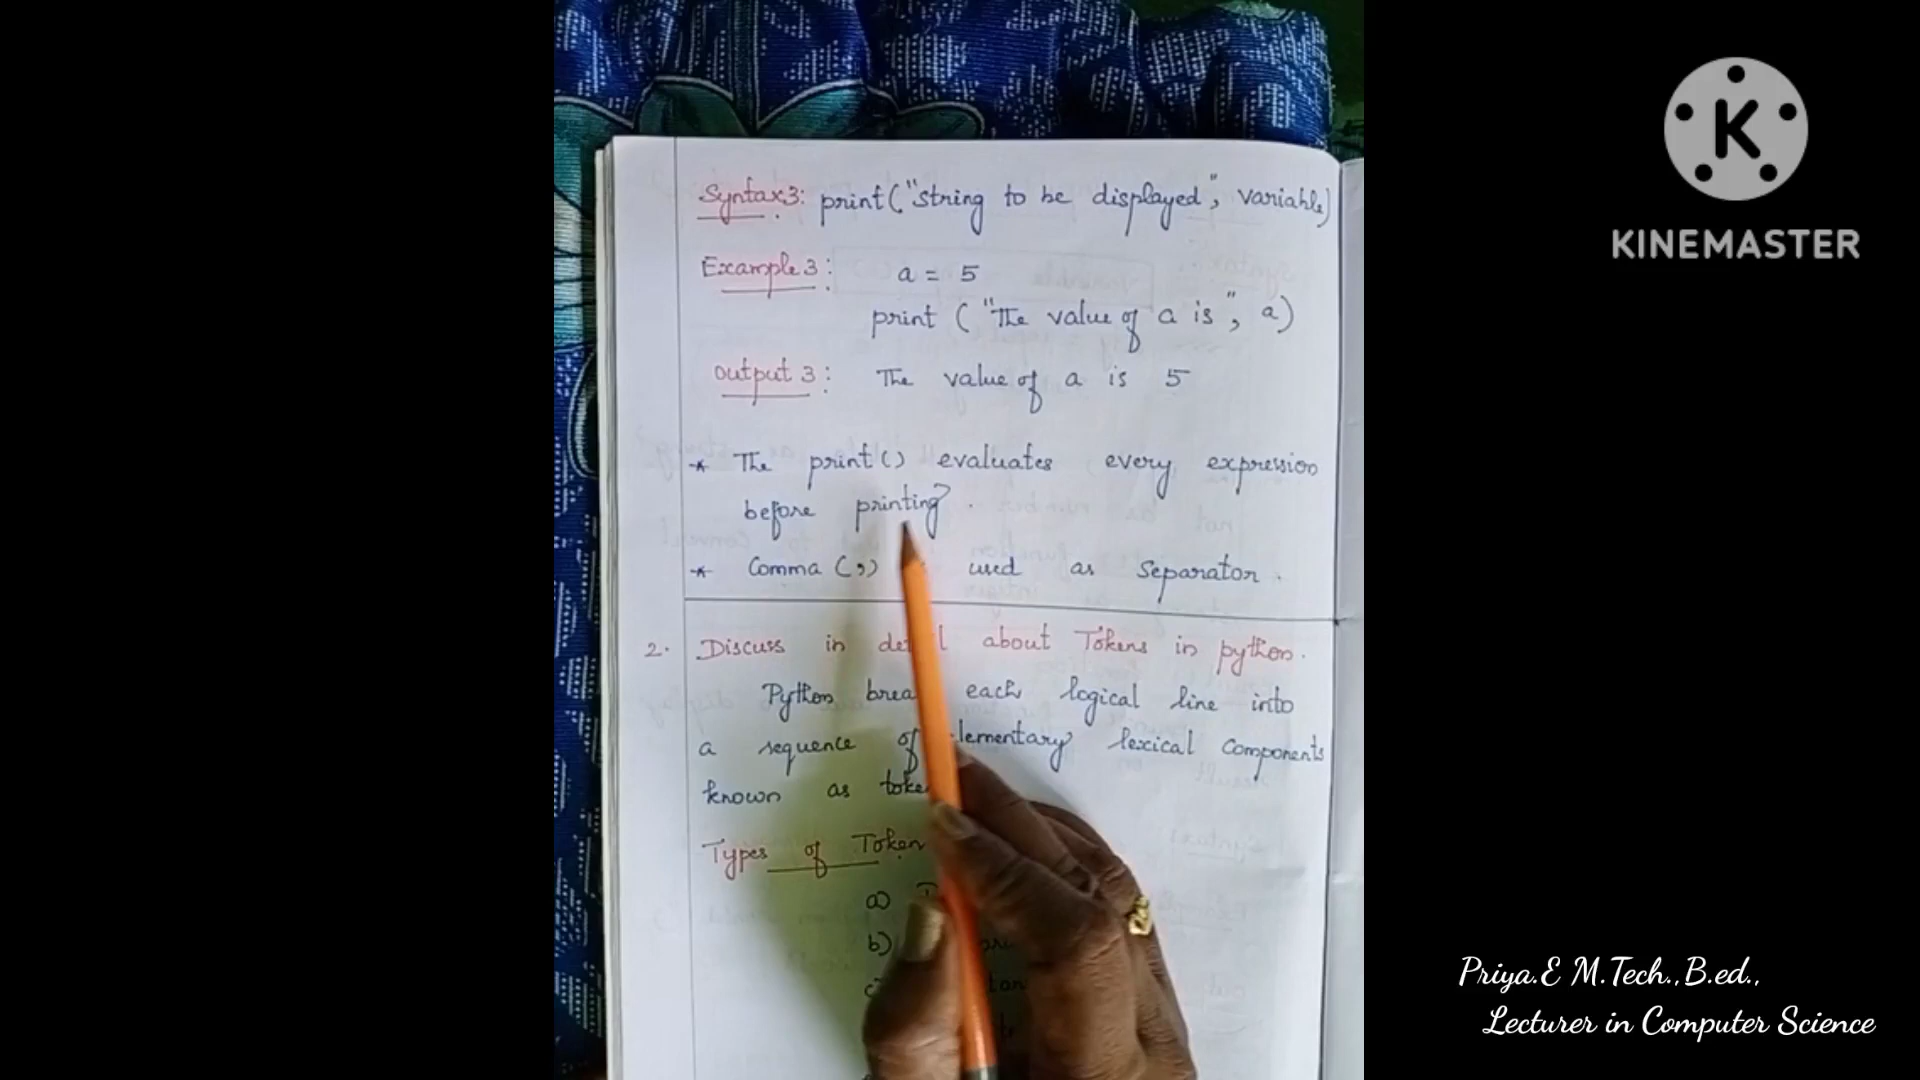 Syntax3: print("String to be displayed", variable)
Example 3: a = 5
print ("The value of a is", a)
Output 3: The value of a is 5
* The print() evaluates every expression
before printing.
* Comma (,) used as separator.
2. Discuss in detail about Tokens in python.
Python each logical line into
a sequence of lexical components
known as
Types of Token
a)
b)
c)
K
KINEMASTER
Priya.E M.Tech.,B.ed.,
Lecturer in Computer Science